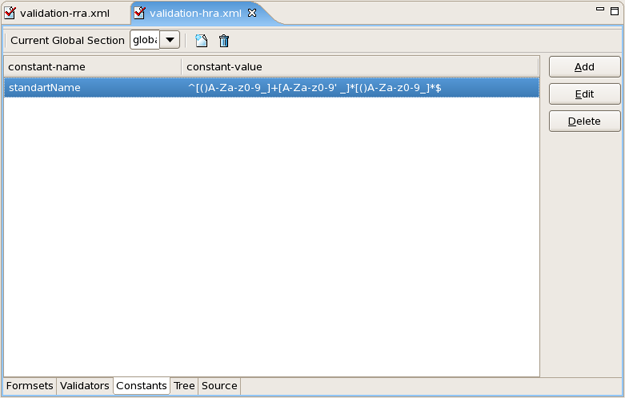 validation-rra.xml validation-hra.xml
Current Global Section globa
constant-name constant-value Add
standartName ^[()A-Za-z0-9_]+[A-Za-z0-9' _]*[()A-Za-z0-9_]*$
Edit
Delete
Formsets Validators Constants Tree Source